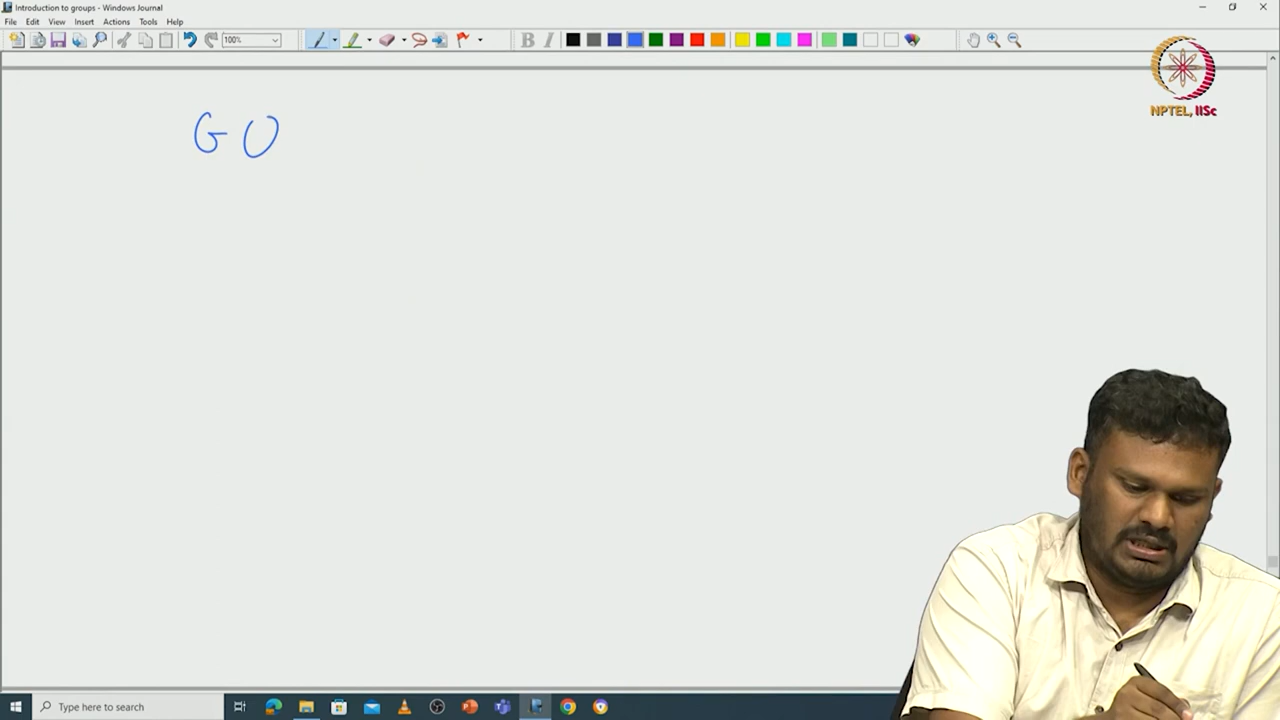 Introduction to groups - Windows Journal
File Edit View Insert Actions Tools Help
100%
B I
NPTEL, IISc
G O
Type here to search